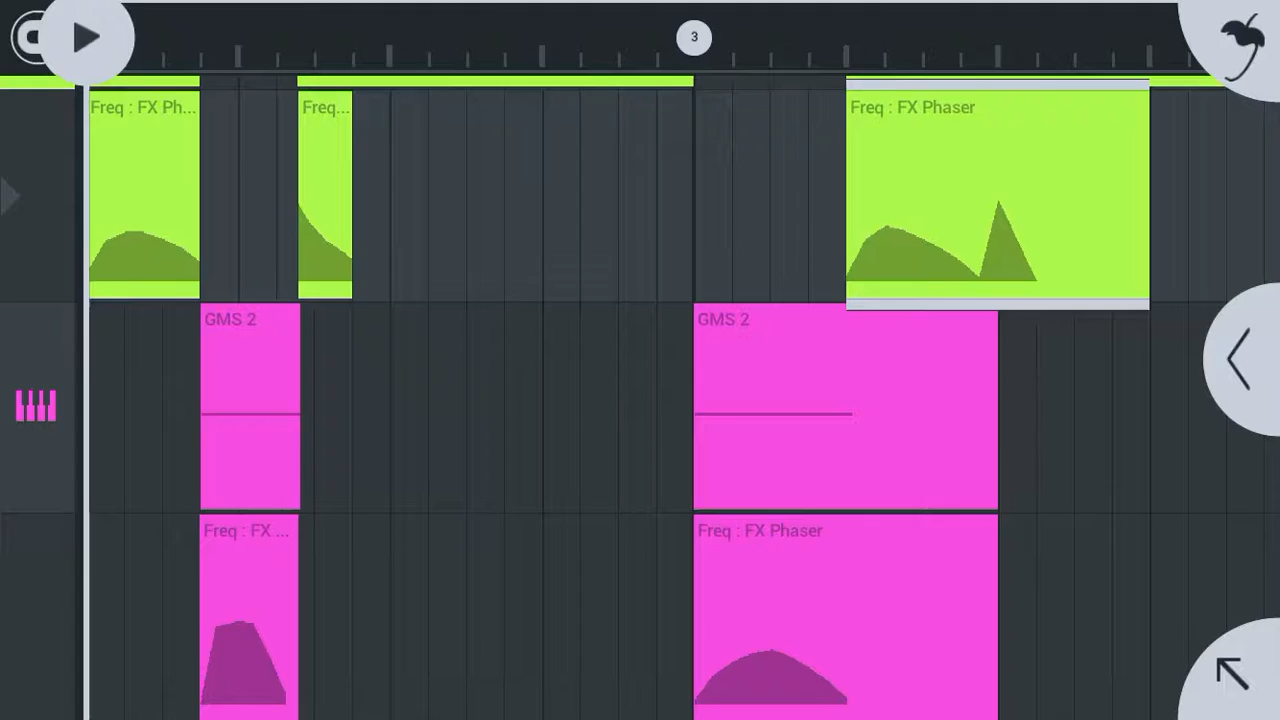 3
Freq : FX Ph...
Freq...
Freq : FX Phaser
GMS 2
GMS 2
Freq : FX ...
Freq : FX Phaser